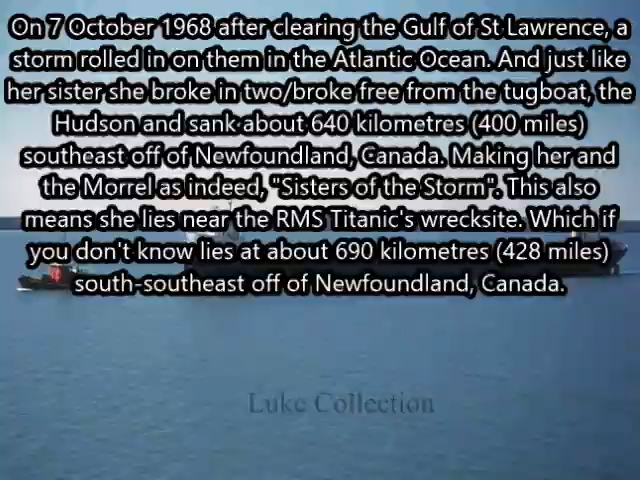 On 7 October 1968 after clearing the Gulf of St Lawrence, a
storm rolled in on them in the Atlantic Ocean. And just like
her sister she broke in two/broke free from the tugboat, the
Hudson and sank about 640 kilometres (400 miles)
southeast off of Newfoundland, Canada. Making her and
the Morrel as indeed, "Sisters of the Storm". This also
means she lies near the RMS Titanic's wrecksite. Which if
you don't know lies at about 690 kilometres (428 miles)
south-southeast off of Newfoundland, Canada.
Luke Collection